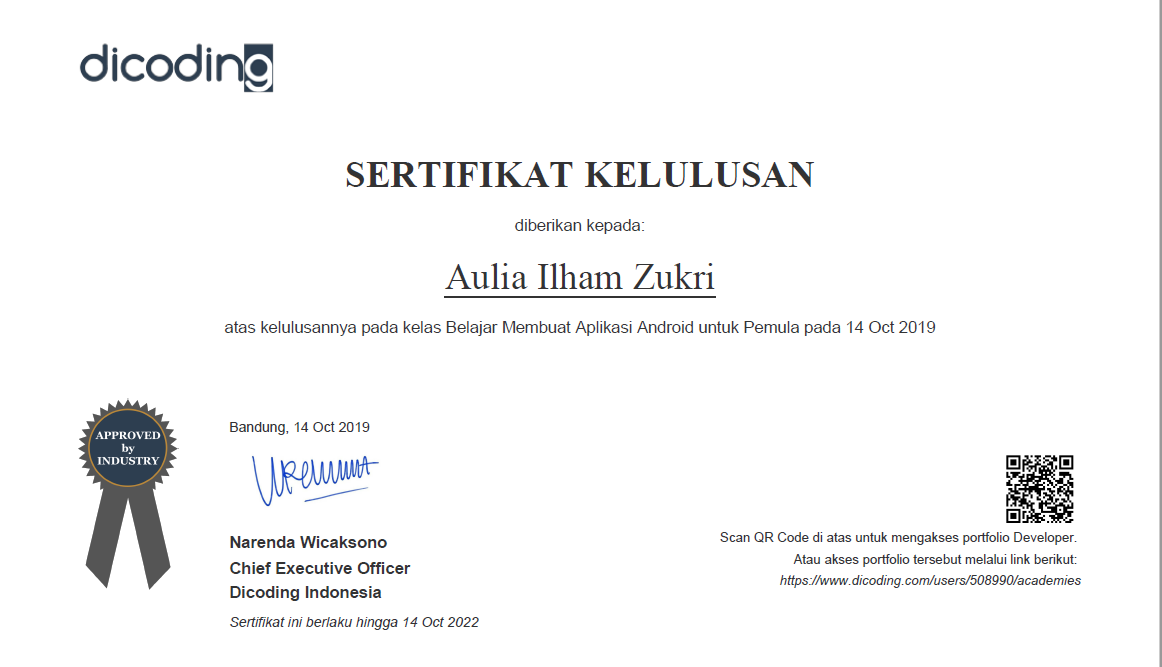 dicoding
SERTIFIKAT KELULUSAN
diberikan kepada:
Aulia Ilham Zukri
atas kelulusannya pada kelas Belajar Membuat Aplikasi Android untuk Pemula pada 14 Oct 2019
APPROVED
by
INDUSTRY
Bandung, 14 Oct 2019
Narenda Wicaksono
Chief Executive Officer
Dicoding Indonesia
Sertifikat ini berlaku hingga 14 Oct 2022
Scan QR Code di atas untuk mengakses portfolio Developer.
Atau akses portfolio tersebut melalui link berikut:
https://www.dicoding.com/users/508990/academies